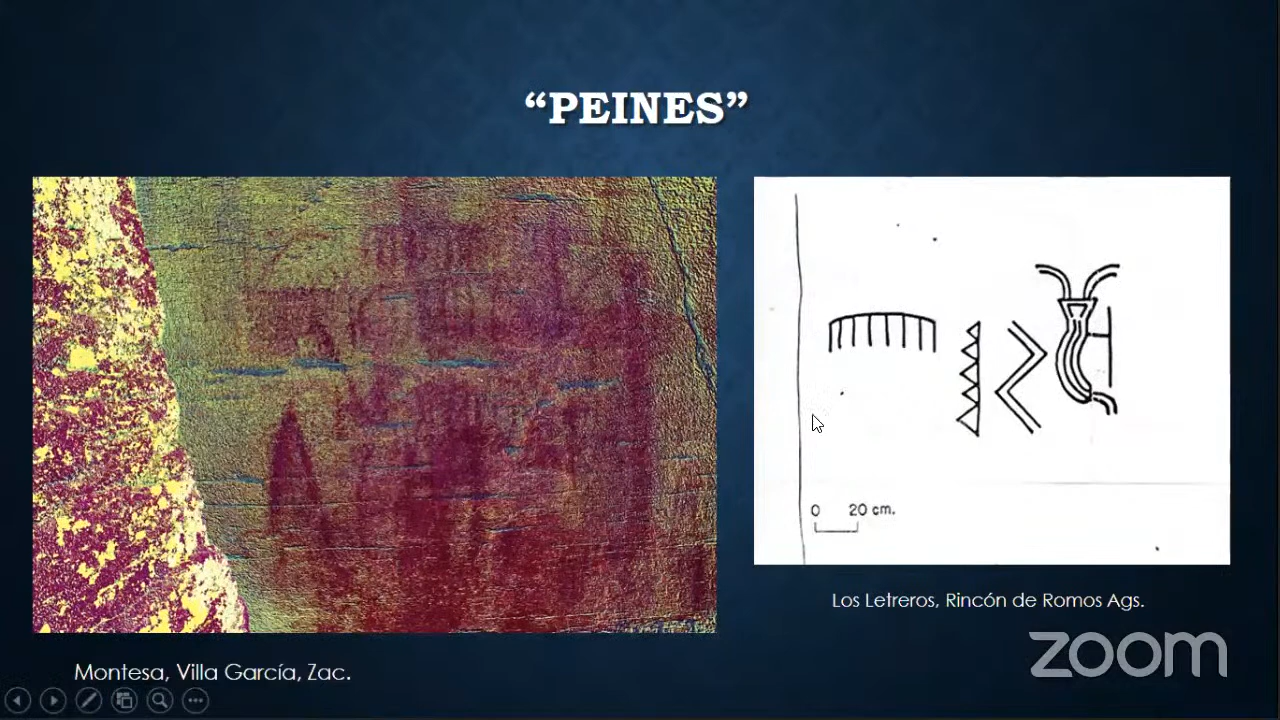 “PEINES”
0 20 cm.
Los Letreros, Rincón de Romos Ags.
zoom
Montesa, Villa García, Zac.